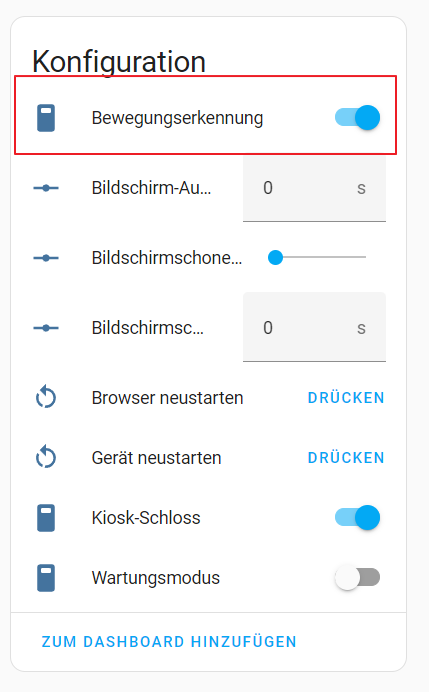 Konfiguration
Bewegungserkennung
Bildschirm-Au... 0 s
Bildschirmschone...
Bildschirmsc... 0 s
Browser neustarten DRÜCKEN
Gerät neustarten DRÜCKEN
Kiosk-Schloss
Wartungsmodus
ZUM DASHBOARD HINZUFÜGEN